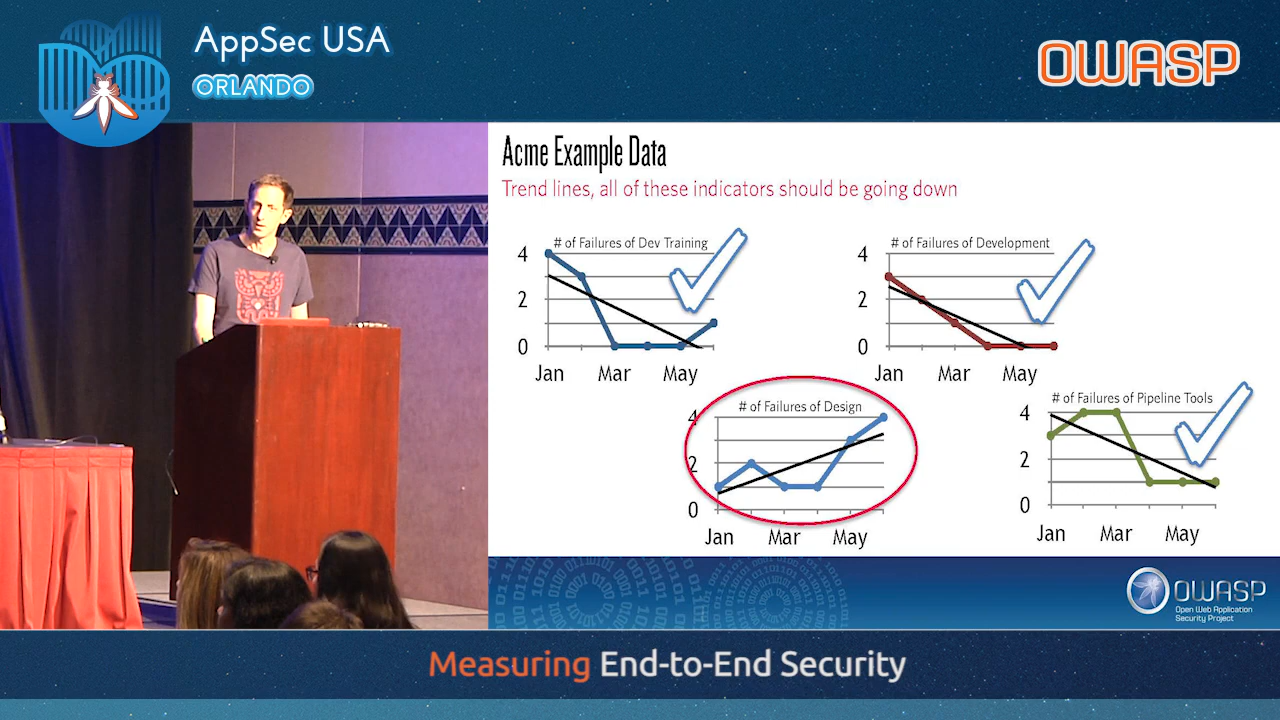 AppSec USA
ORLANDO
OWASP
Acme Example Data
Trend lines, all of these indicators should be going down
# of Failures of Dev Training
4
2
0
Jan Mar May
# of Failures of Development
4
2
0
Jan Mar May
# of Failures of Design
4
2
0
Jan Mar May
# of Failures of Pipeline Tools
4
2
0
Jan Mar May
OWASP
Open Web Application
Security Project
Measuring End-to-End Security